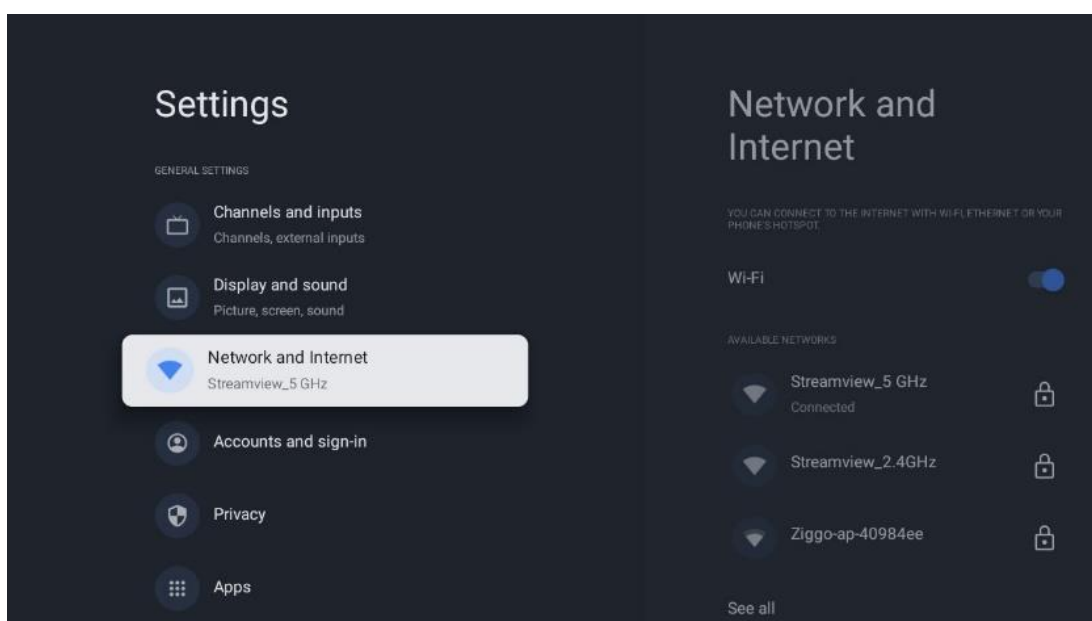 Settings
GENERAL SETTINGS
Channels and inputs
Channels, external inputs
Display and sound
Picture, screen, sound
Network and Internet
Streamview_5 GHz
Accounts and sign-in
Privacy
Apps
Network and
Internet
YOU CAN CONNECT TO THE INTERNET WITH WI-FI, ETHERNET OR YOUR
PHONE'S HOTSPOT.
Wi-Fi
AVAILABLE NETWORKS
Streamview_5 GHz
Connected
Streamview_2.4GHz
Ziggo-ap-40984ee
See all